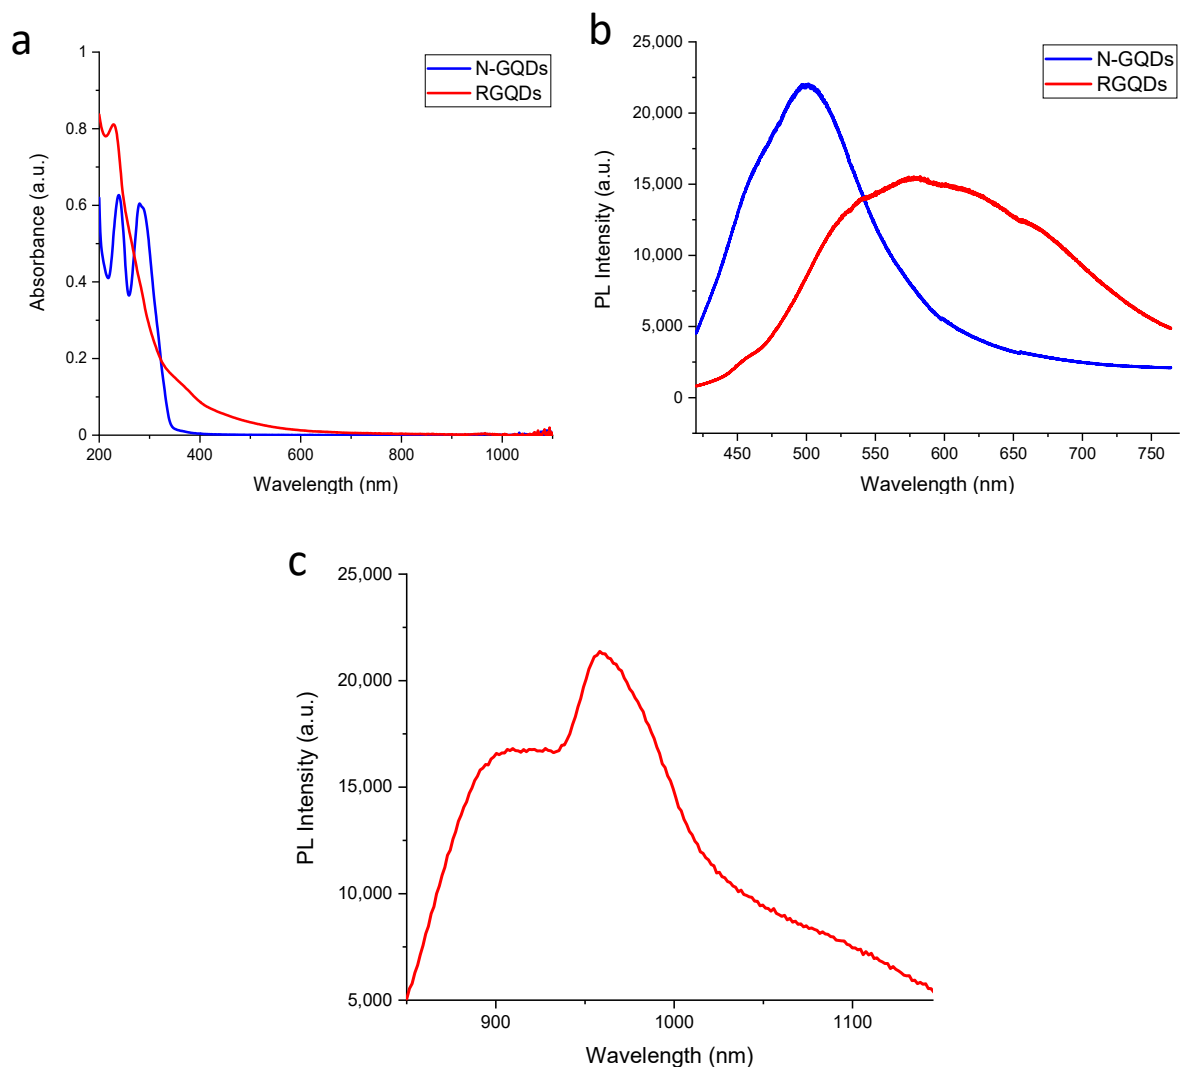 a
1
0.8
0.6
0.4
0.2
0
200
400
600
800
1000
Absorbance (a.u.)
Wavelength (nm)
N-GQDs
RGQDs
b
25,000
20,000
15,000
10,000
5,000
0
450
500
550
600
650
700
750
PL Intensity (a.u.)
Wavelength (nm)
N-GQDs
RGQDs
c
25,000
20,000
15,000
10,000
5,000
900
1000
1100
PL Intensity (a.u.)
Wavelength (nm)